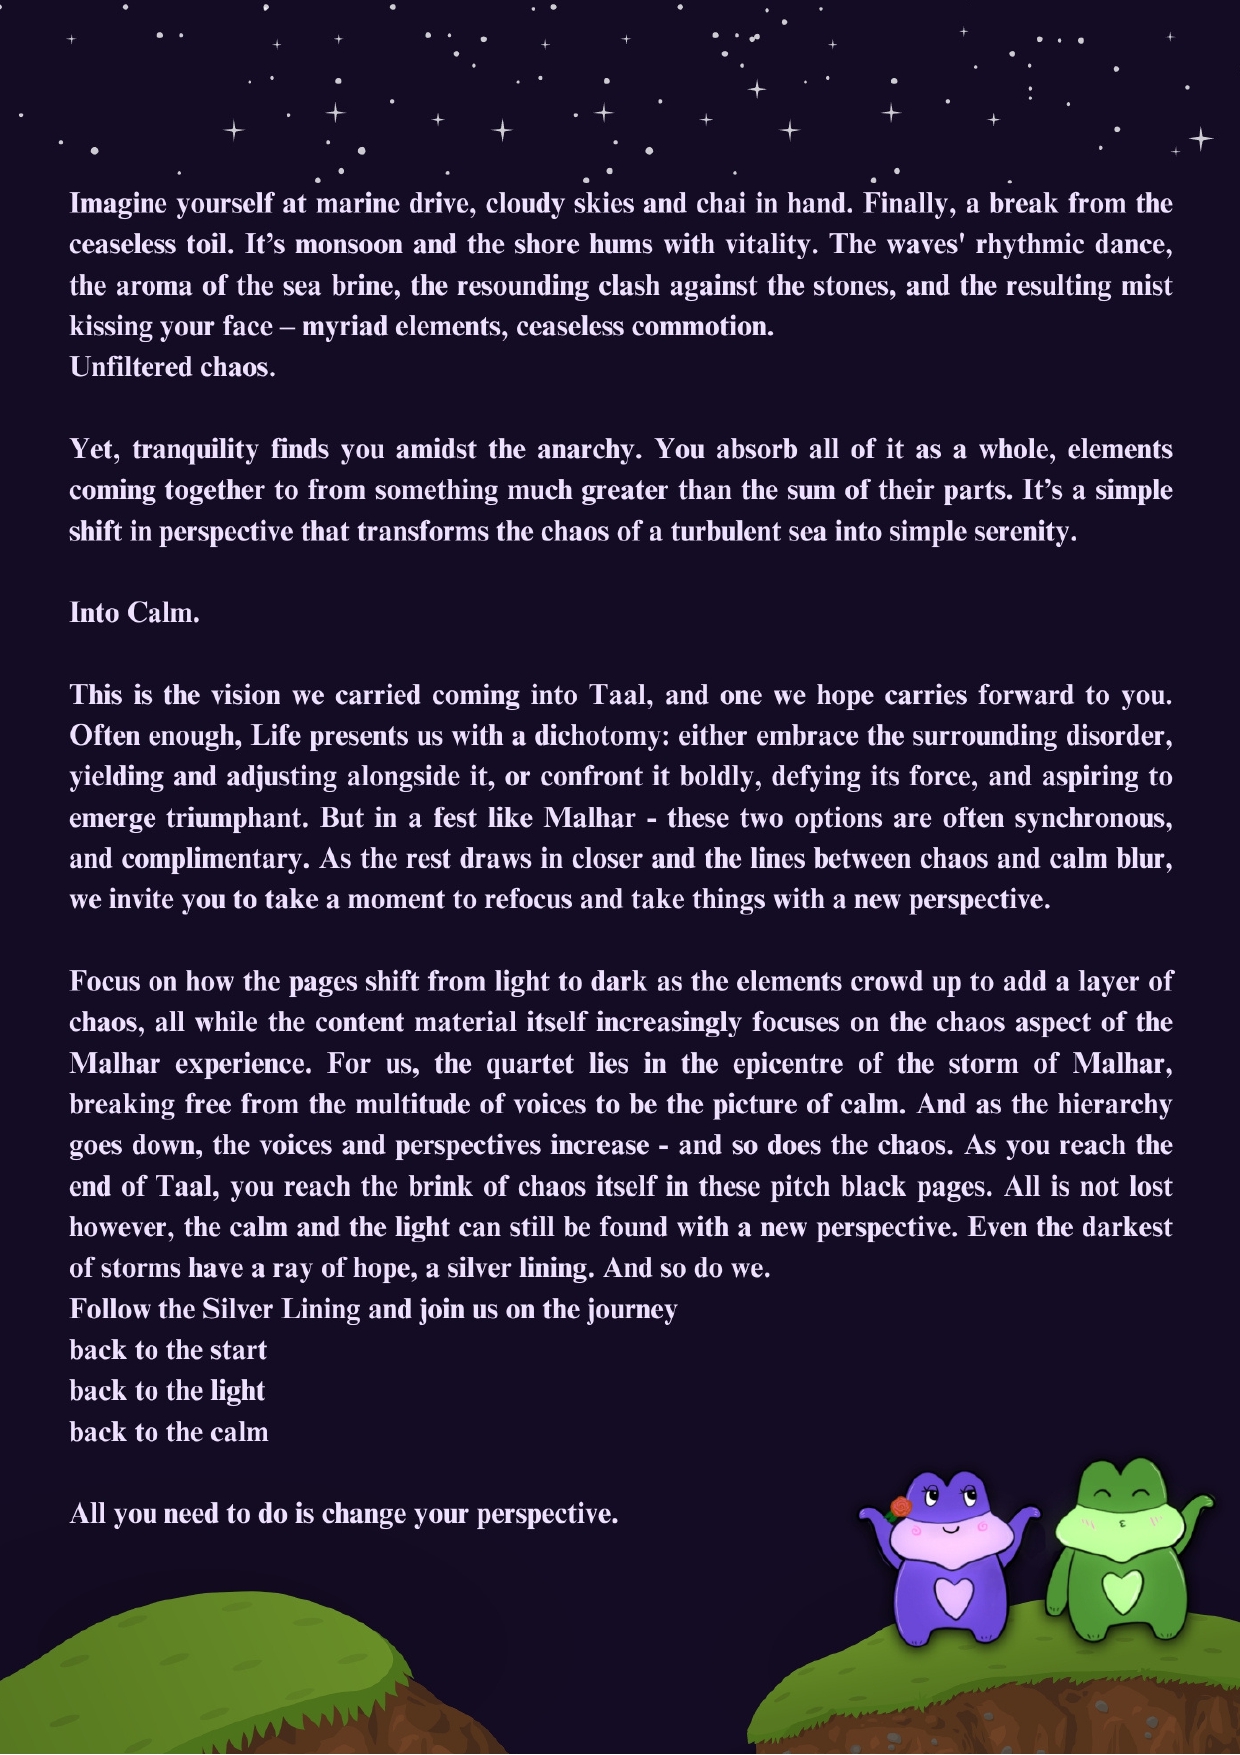 Imagine yourself at marine drive, cloudy skies and chai in hand. Finally, a break from the
ceaseless toil. It’s monsoon and the shore hums with vitality. The waves' rhythmic dance,
the aroma of the sea brine, the resounding clash against the stones, and the resulting mist
kissing your face – myriad elements, ceaseless commotion.
Unfiltered chaos.
Yet, tranquility finds you amidst the anarchy. You absorb all of it as a whole, elements
coming together to from something much greater than the sum of their parts. It’s a simple
shift in perspective that transforms the chaos of a turbulent sea into simple serenity.
Into Calm.
This is the vision we carried coming into Taal, and one we hope carries forward to you.
Often enough, Life presents us with a dichotomy: either embrace the surrounding disorder,
yielding and adjusting alongside it, or confront it boldly, defying its force, and aspiring to
emerge triumphant. But in a fest like Malhar - these two options are often synchronous,
and complimentary. As the rest draws in closer and the lines between chaos and calm blur,
we invite you to take a moment to refocus and take things with a new perspective.
Focus on how the pages shift from light to dark as the elements crowd up to add a layer of
chaos, all while the content material itself increasingly focuses on the chaos aspect of the
Malhar experience. For us, the quartet lies in the epicentre of the storm of Malhar,
breaking free from the multitude of voices to be the picture of calm. And as the hierarchy
goes down, the voices and perspectives increase - and so does the chaos. As you reach the
end of Taal, you reach the brink of chaos itself in these pitch black pages. All is not lost
however, the calm and the light can still be found with a new perspective. Even the darkest
of storms have a ray of hope, a silver lining. And so do we.
Follow the Silver Lining and join us on the journey
back to the start
back to the light
back to the calm
All you need to do is change your perspective.